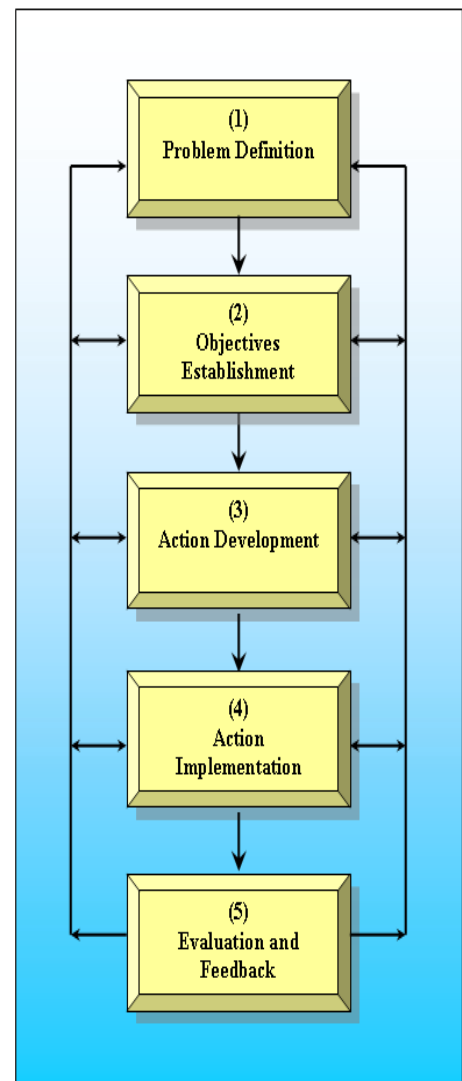 (1)
Problem Definition
(2)
Objectives
Establishment
(3)
Action Development
(4)
Action
Implementation
(5)
Evaluation and
Feedback